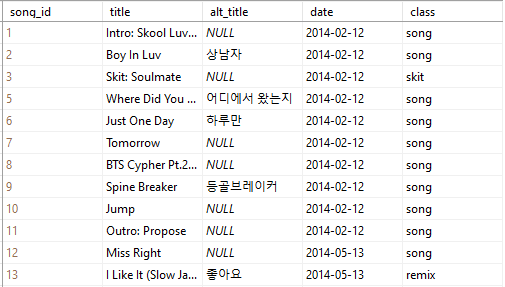 song_id title alt_title date class
1 Intro: Skool Luv... NULL 2014-02-12 song
2 Boy In Luv 상남자 2014-02-12 song
3 Skit: Soulmate NULL 2014-02-12 skit
5 Where Did You ... 어디에서 왔는지 2014-02-12 song
6 Just One Day 하루만 2014-02-12 song
7 Tomorrow NULL 2014-02-12 song
8 BTS Cypher Pt.2... NULL 2014-02-12 song
9 Spine Breaker 등골브레이커 2014-02-12 song
10 Jump NULL 2014-02-12 song
11 Outro: Propose NULL 2014-02-12 song
12 Miss Right NULL 2014-05-13 song
13 I Like It (Slow Ja... 좋아요 2014-05-13 remix